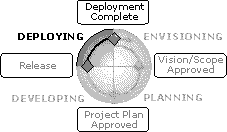 Deployment
Complete
DEPLOYING
ENVISIONING
Release
Vision/Scope
Approved
DEVELOPING
PLANNING
Project Plan
Approved